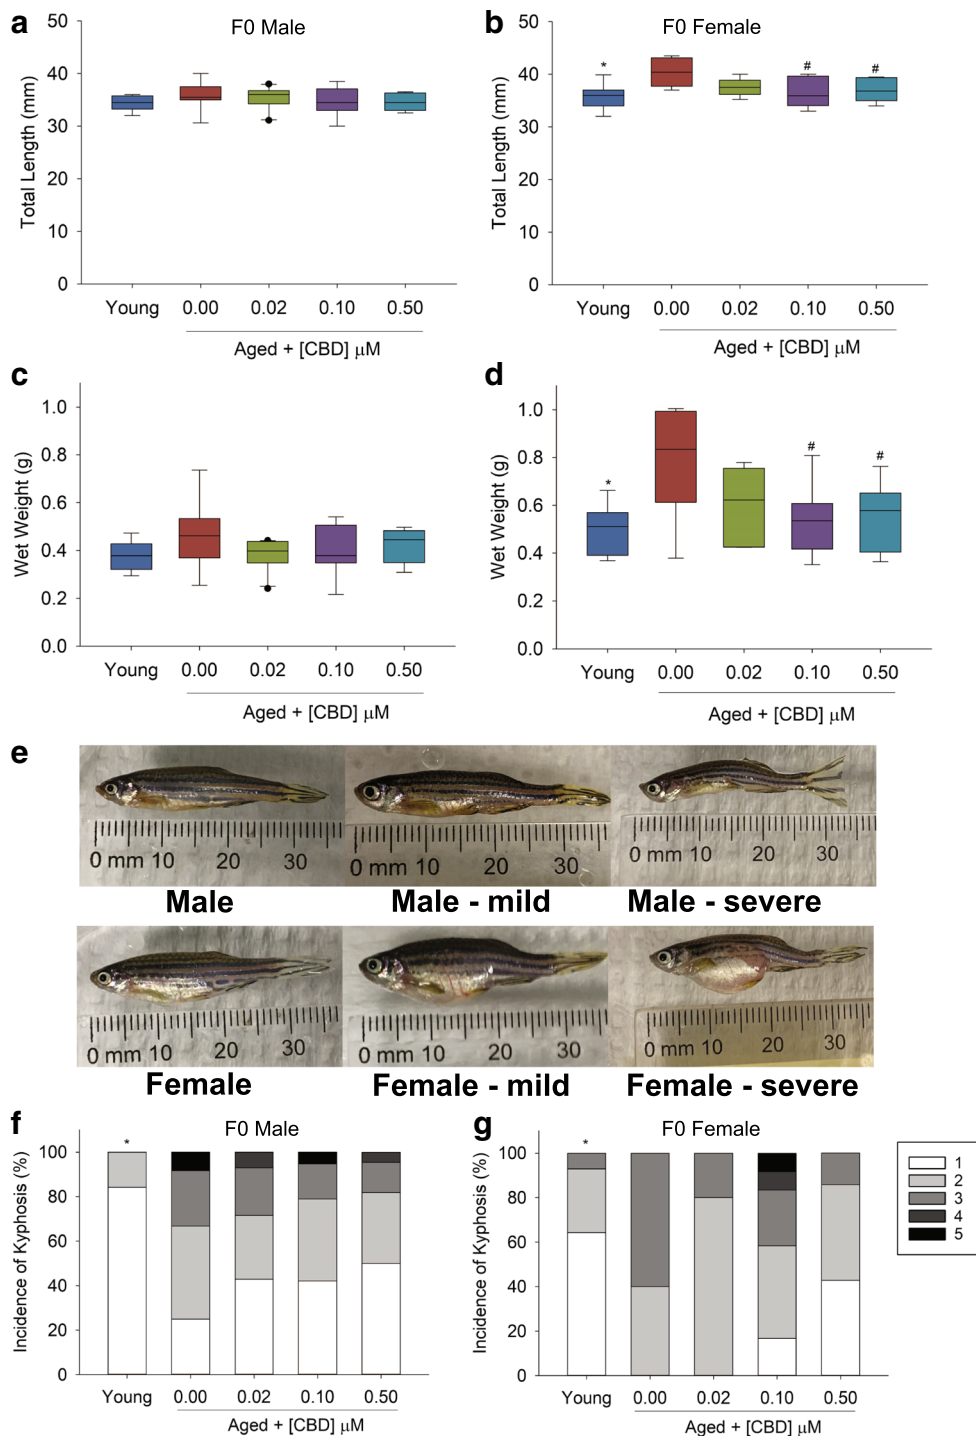 a
F0 Male
Total Length (mm)
50
40
30
20
10
0
Young 0.00 0.02 0.10 0.50
Aged + [CBD] μM
b
F0 Female
Total Length (mm)
50
40
30
20
10
0
* # #
Young 0.00 0.02 0.10 0.50
Aged + [CBD] μM
c
Wet Weight (g)
1.0
0.8
0.6
0.4
0.2
0.0
Young 0.00 0.02 0.10 0.50
Aged + [CBD] μM
d
Wet Weight (g)
1.0
0.8
0.6
0.4
0.2
0.0
* # #
Young 0.00 0.02 0.10 0.50
Aged + [CBD] μM
e
0 mm 10 20 30
0 mm 10 20 30
0 mm 10 20 30
Male
Male - mild
Male - severe
0 mm 10 20 30
0 mm 10 20 30
0 mm 10 20 30
Female
Female - mild
Female - severe
f
F0 Male
Incidence of Kyphosis (%)
100
80
60
40
20
0
*
Young 0.00 0.02 0.10 0.50
Aged + [CBD] μM
g
F0 Female
Incidence of Kyphosis (%)
100
80
60
40
20
0
*
Young 0.00 0.02 0.10 0.50
Aged + [CBD] μM
1
2
3
4
5